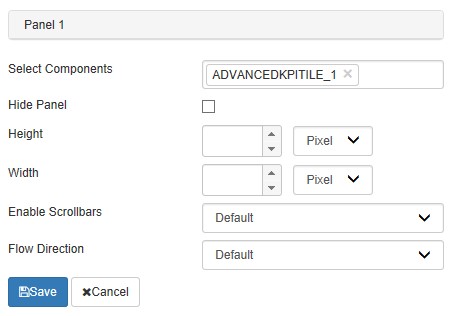 Panel 1
Select Components ADVANCEDKPITILE_1 ×
Hide Panel
Height Pixel
Width Pixel
Enable Scrollbars Default
Flow Direction Default
Save Cancel